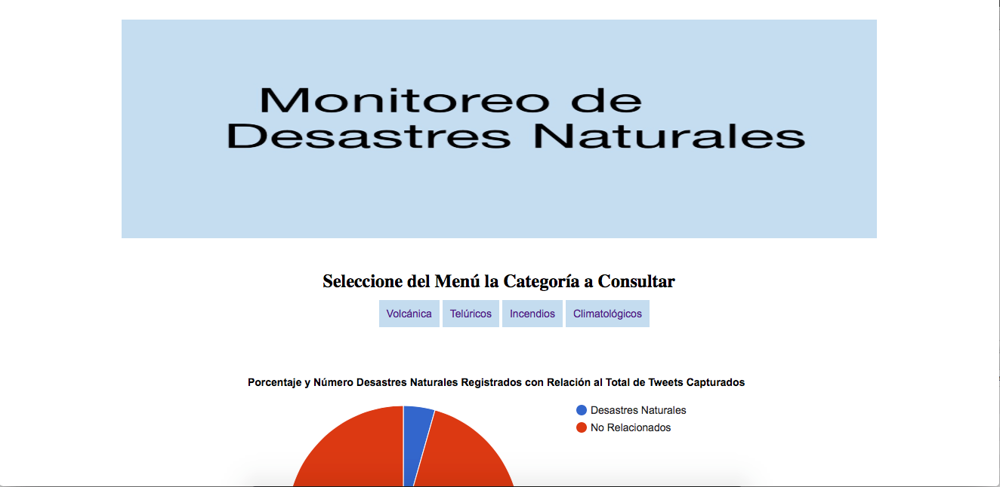 Monitoreo de
Desastres Naturales
Seleccione del Menú la Categoría a Consultar
Volcánica Telúricos Incendios Climatológicos
Porcentaje y Número Desastres Naturales Registrados con Relación al Total de Tweets Capturados
Desastres Naturales
No Relacionados